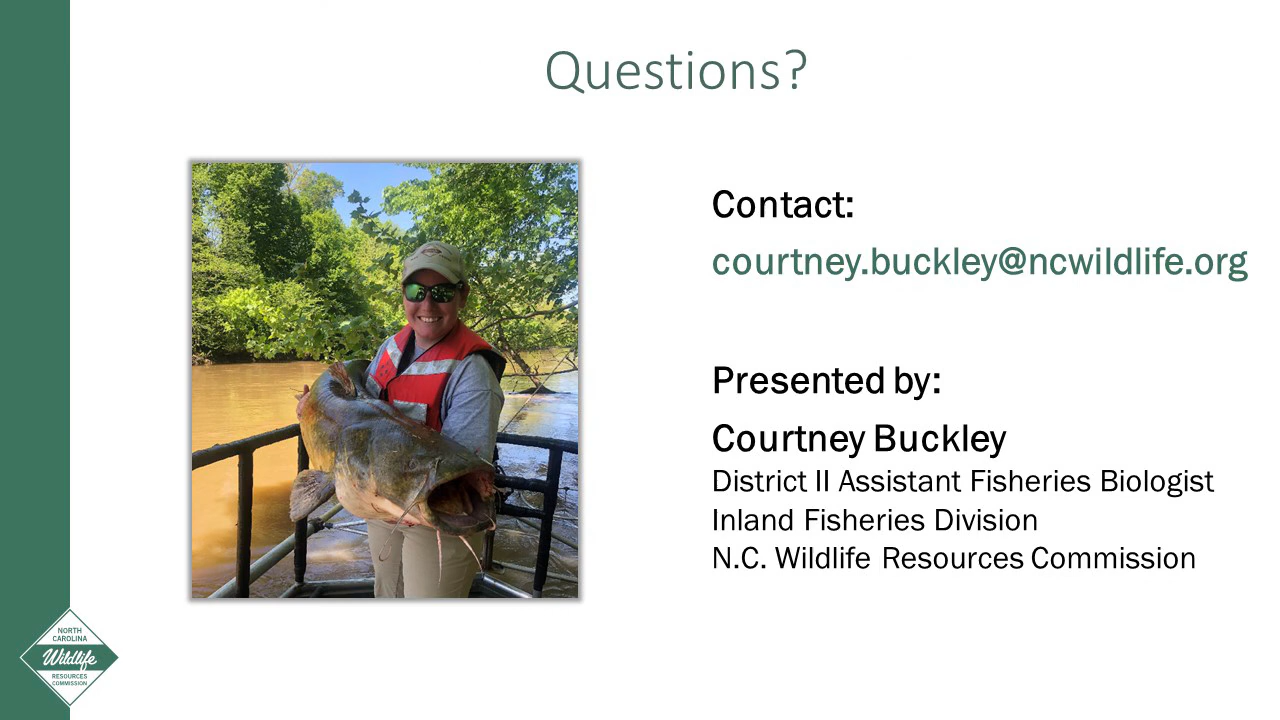 Questions?
Contact:
courtney.buckley@ncwildlife.org
Presented by:
Courtney Buckley
District II Assistant Fisheries Biologist
Inland Fisheries Division
N.C. Wildlife Resources Commission
NORTH
CAROLINA
Wildlife
RESOURCES
COMMISSION